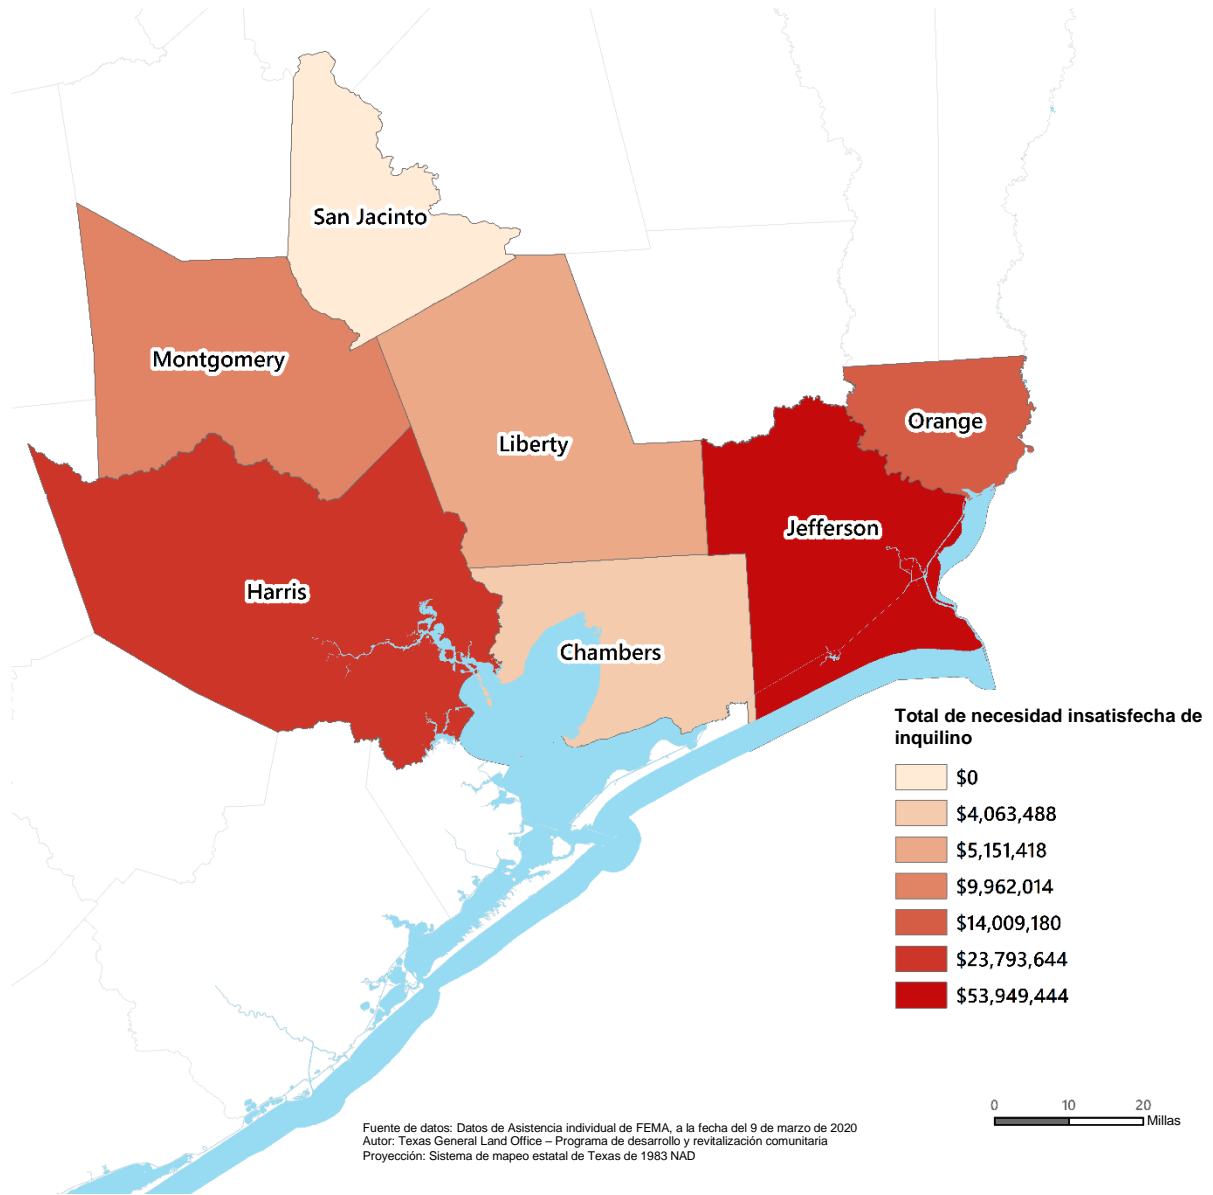 San Jacinto
Montgomery
Orange
Liberty
Jefferson
Harris
Chambers
Total de necesidad insatisfecha de
inquilino
$0
$4,063,488
$5,151,418
$9,962,014
$14,009,180
$23,793,644
$53,949,444
0 10 20
Millas
Fuente de datos: Datos de Asistencia individual de FEMA, a la fecha del 9 de marzo de 2020
Autor: Texas General Land Office – Programa de desarrollo y revitalización comunitaria
Proyección: Sistema de mapeo estatal de Texas de 1983 NAD